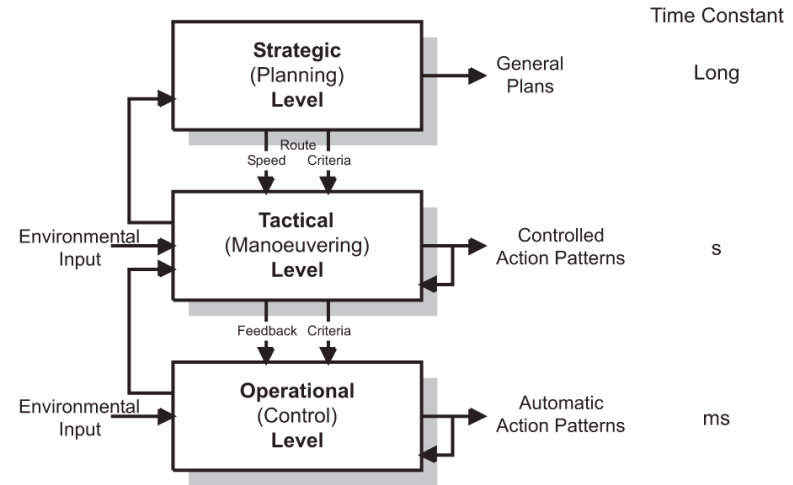 Time Constant
Strategic
(Planning)
Level
General
Plans
Long
Route
Speed
Criteria
Tactical
(Manoeuvering)
Level
Environmental
Input
Controlled
Action Patterns
s
Feedback
Criteria
Operational
(Control)
Level
Environmental
Input
Automatic
Action Patterns
ms